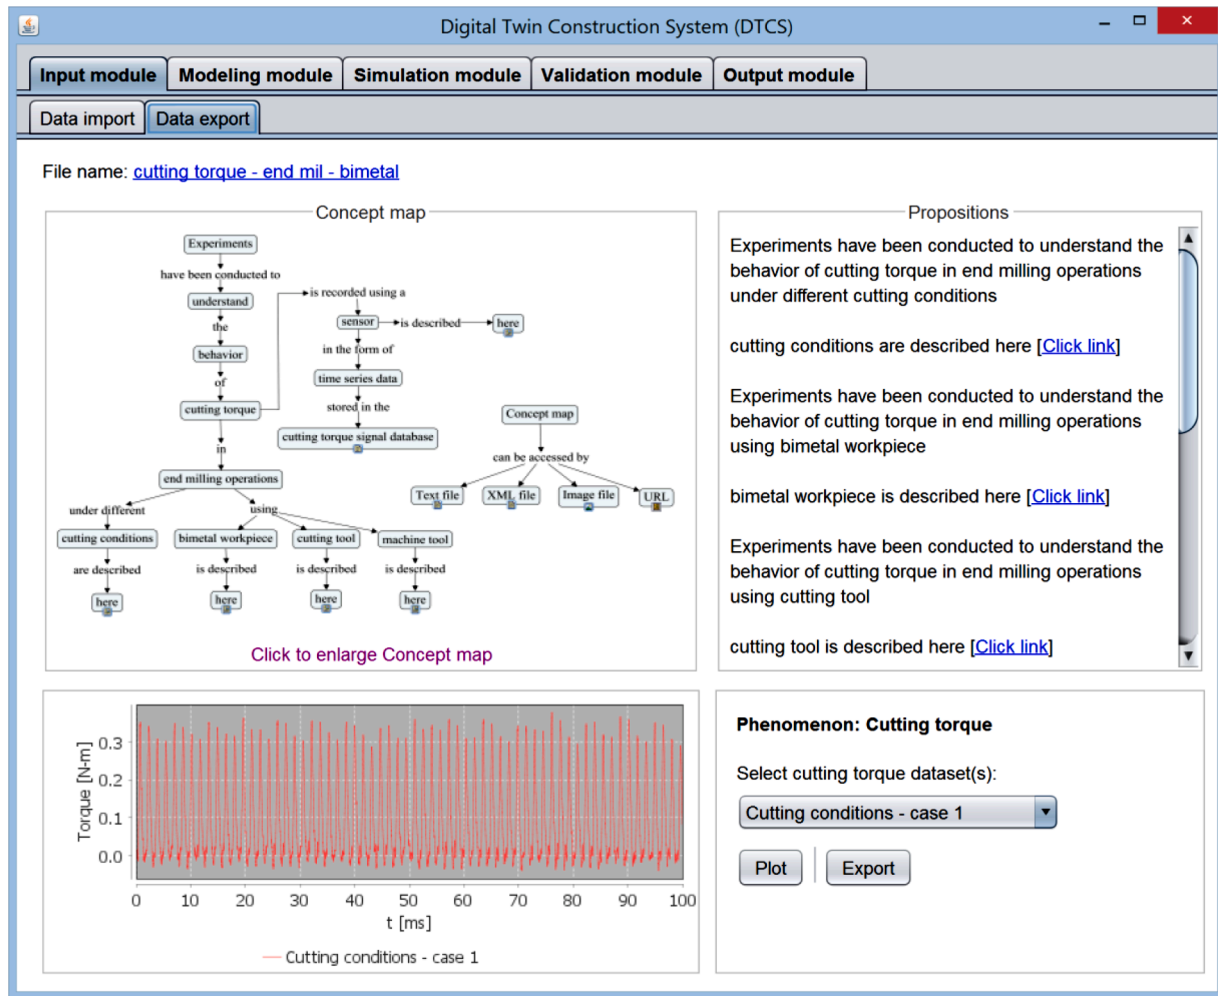 Digital Twin Construction System (DTCS)
Input module
Modeling module
Simulation module
Validation module
Output module
Data import
Data export
File name: cutting torque - end mil - bimetal
Concept map
Experiments
have been conducted to
understand
the
behavior
of
cutting torque
in
end milling operations
under different
using
cutting conditions
bimetal workpiece
cutting tool
machine tool
are described
is described
is described
is described
here
here
here
here
is recorded using a
sensor
is described
here
in the form of
time series data
stored in the
cutting torque signal database
Concept map
can be accessed by
Text file
XML file
Image file
URL
Click to enlarge Concept map
Propositions
Experiments have been conducted to understand the
behavior of cutting torque in end milling operations
under different cutting conditions
cutting conditions are described here [Click link]
Experiments have been conducted to understand the
behavior of cutting torque in end milling operations
using bimetal workpiece
bimetal workpiece is described here [Click link]
Experiments have been conducted to understand the
behavior of cutting torque in end milling operations
using cutting tool
cutting tool is described here [Click link]
Torque [N-m]
0.3
0.2
0.1
0.0
0 10 20 30 40 50 60 70 80 90 100
t [ms]
Cutting conditions - case 1
Phenomenon: Cutting torque
Select cutting torque dataset(s):
Cutting conditions - case 1
Plot
Export